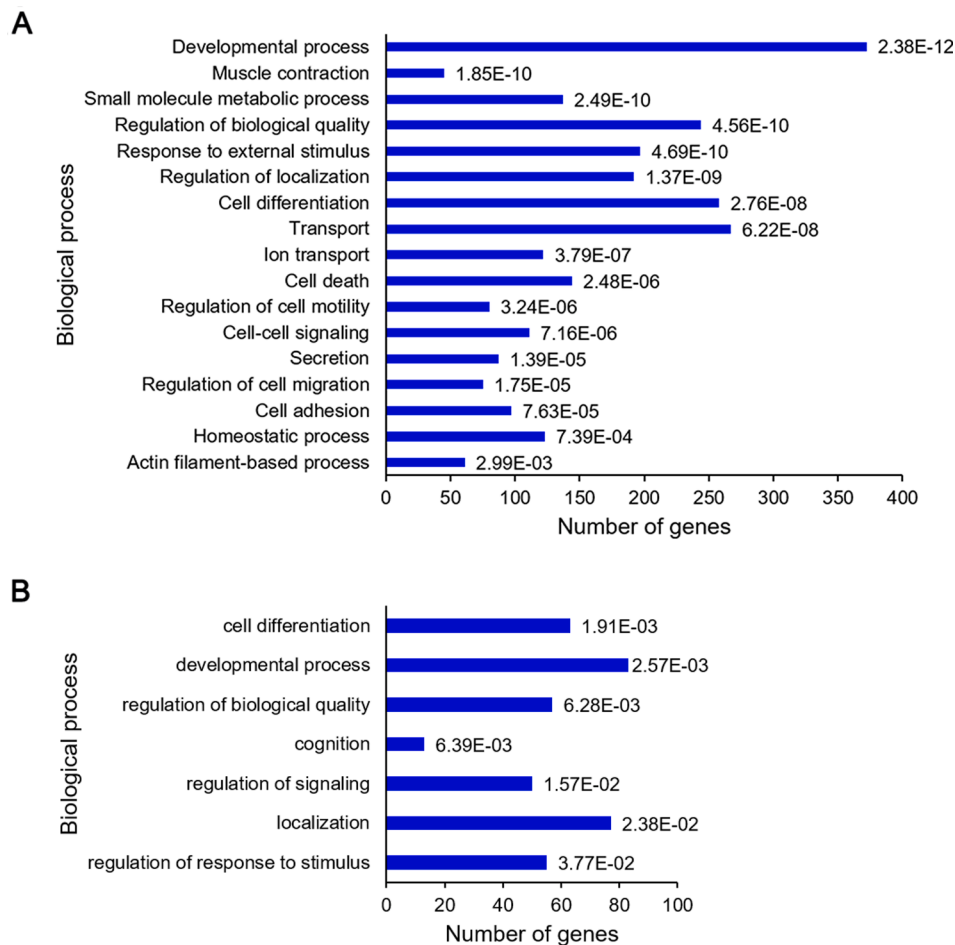 A
Developmental process 2.38E-12
Muscle contraction 1.85E-10
Small molecule metabolic process 2.49E-10
Regulation of biological quality 4.56E-10
Response to external stimulus 4.69E-10
Regulation of localization 1.37E-09
Cell differentiation 2.76E-08
Transport 6.22E-08
Ion transport 3.79E-07
Cell death 2.48E-06
Regulation of cell motility 3.24E-06
Cell-cell signaling 7.16E-06
Secretion 1.39E-05
Regulation of cell migration 1.75E-05
Cell adhesion 7.63E-05
Homeostatic process 7.39E-04
Actin filament-based process 2.99E-03
Biological process
0 50 100 150 200 250 300 350 400
Number of genes
B
cell differentiation 1.91E-03
developmental process 2.57E-03
regulation of biological quality 6.28E-03
cognition 6.39E-03
regulation of signaling 1.57E-02
localization 2.38E-02
regulation of response to stimulus 3.77E-02
Biological process
0 20 40 60 80 100
Number of genes